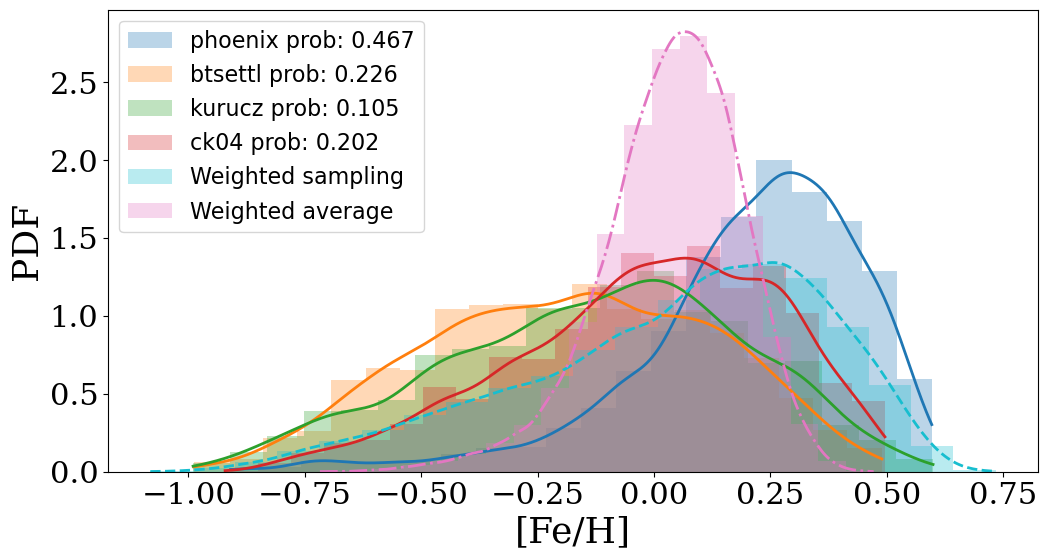 phoenix prob: 0.467
btsettl prob: 0.226
kurucz prob: 0.105
ck04 prob: 0.202
Weighted sampling
Weighted average
PDF
2.5
2.0
1.5
1.0
0.5
0.0
−1.00 −0.75 −0.50 −0.25 0.00 0.25 0.50 0.75
[Fe/H]